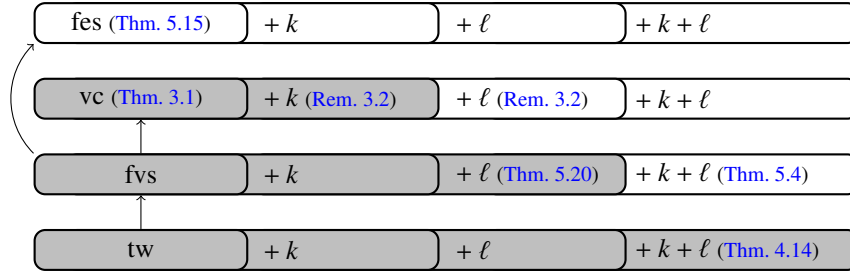 fes (Thm. 5.15) + k + ℓ + k + ℓ
vc (Thm. 3.1) + k (Rem. 3.2) + ℓ (Rem. 3.2) + k + ℓ
fvs + k + ℓ (Thm. 5.20) + k + ℓ (Thm. 5.4)
tw + k + ℓ + k + ℓ (Thm. 4.14)